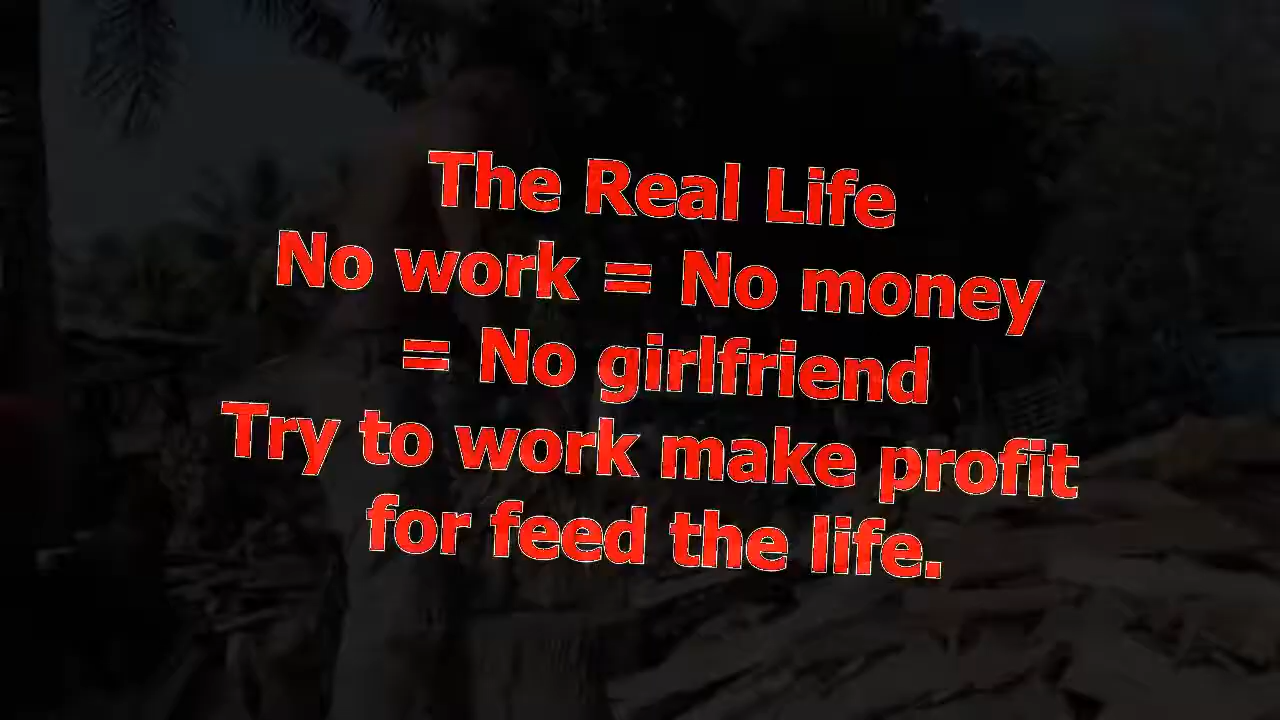 The Real Life
No work = No money
= No girlfriend
Try to work make profit
for feed the life.